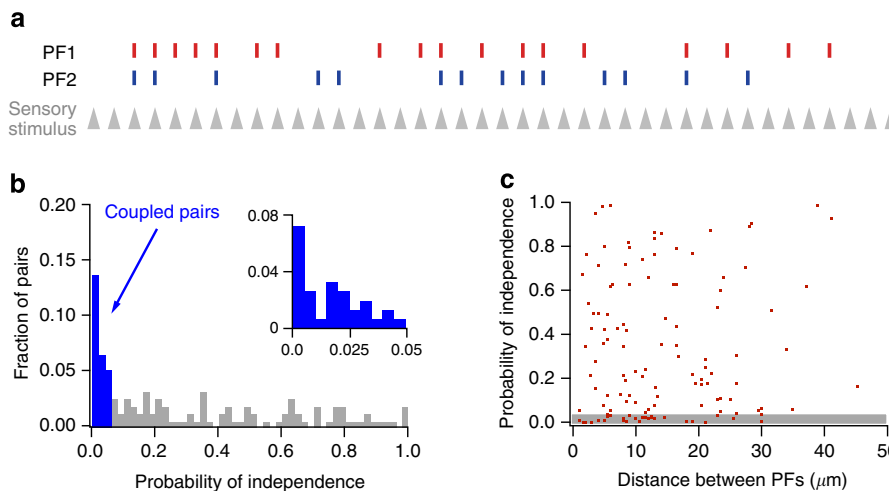 a
PF1
PF2
Sensory
stimulus
b
0.20
0.15
0.10
0.05
0.00
Fraction of pairs
Coupled pairs
0.08
0.04
0
0.0
0.025
0.05
0.0
0.2
0.4
0.6
0.8
1.0
Probability of independence
c
1.0
0.8
0.6
0.4
0.2
0.0
Probability of independence
0
10
20
30
40
Distance between PFs (μm)